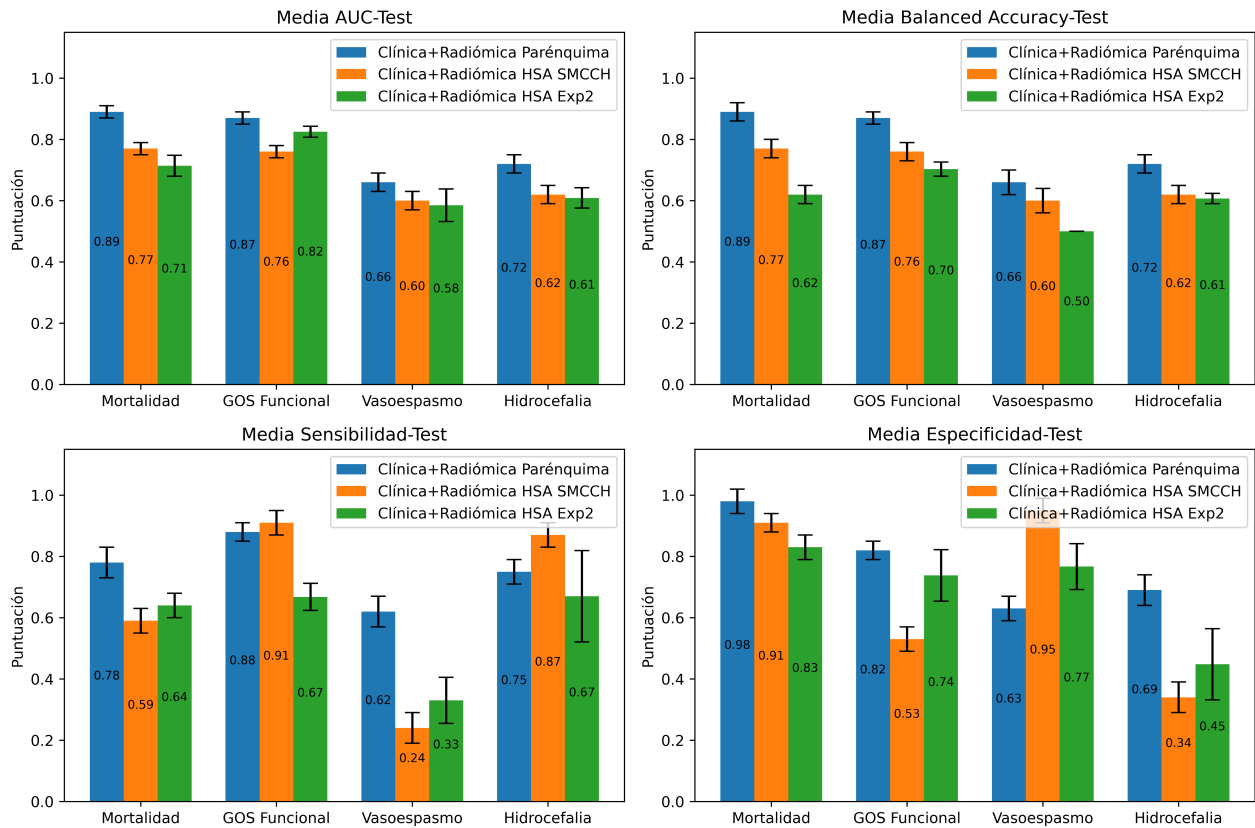 Media AUC-Test
Puntuación
1.0
0.8
0.6
0.4
0.2
0.0
Clínica+Radiómica Parénquima
Clínica+Radiómica HSA SMCCH
Clínica+Radiómica HSA Exp2
0.89
0.77
0.71
0.87
0.76
0.82
0.66
0.60
0.58
0.72
0.62
0.61
Mortalidad
GOS Funcional
Vasoespasmo
Hidrocefalia
Media Balanced Accuracy-Test
Puntuación
1.0
0.8
0.6
0.4
0.2
0.0
Clínica+Radiómica Parénquima
Clínica+Radiómica HSA SMCCH
Clínica+Radiómica HSA Exp2
0.89
0.77
0.62
0.87
0.76
0.70
0.66
0.60
0.50
0.72
0.62
0.61
Mortalidad
GOS Funcional
Vasoespasmo
Hidrocefalia
Media Sensibilidad-Test
Puntuación
1.0
0.8
0.6
0.4
0.2
0.0
Clínica+Radiómica Parénquima
Clínica+Radiómica HSA SMCCH
Clínica+Radiómica HSA Exp2
0.78
0.59
0.64
0.88
0.91
0.67
0.62
0.24
0.33
0.75
0.87
0.67
Mortalidad
GOS Funcional
Vasoespasmo
Hidrocefalia
Media Especificidad-Test
Puntuación
1.0
0.8
0.6
0.4
0.2
0.0
Clínica+Radiómica Parénquima
Clínica+Radiómica HSA SMCCH
Clínica+Radiómica HSA Exp2
0.98
0.91
0.83
0.82
0.53
0.74
0.63
0.95
0.77
0.69
0.34
0.45
Mortalidad
GOS Funcional
Vasoespasmo
Hidrocefalia